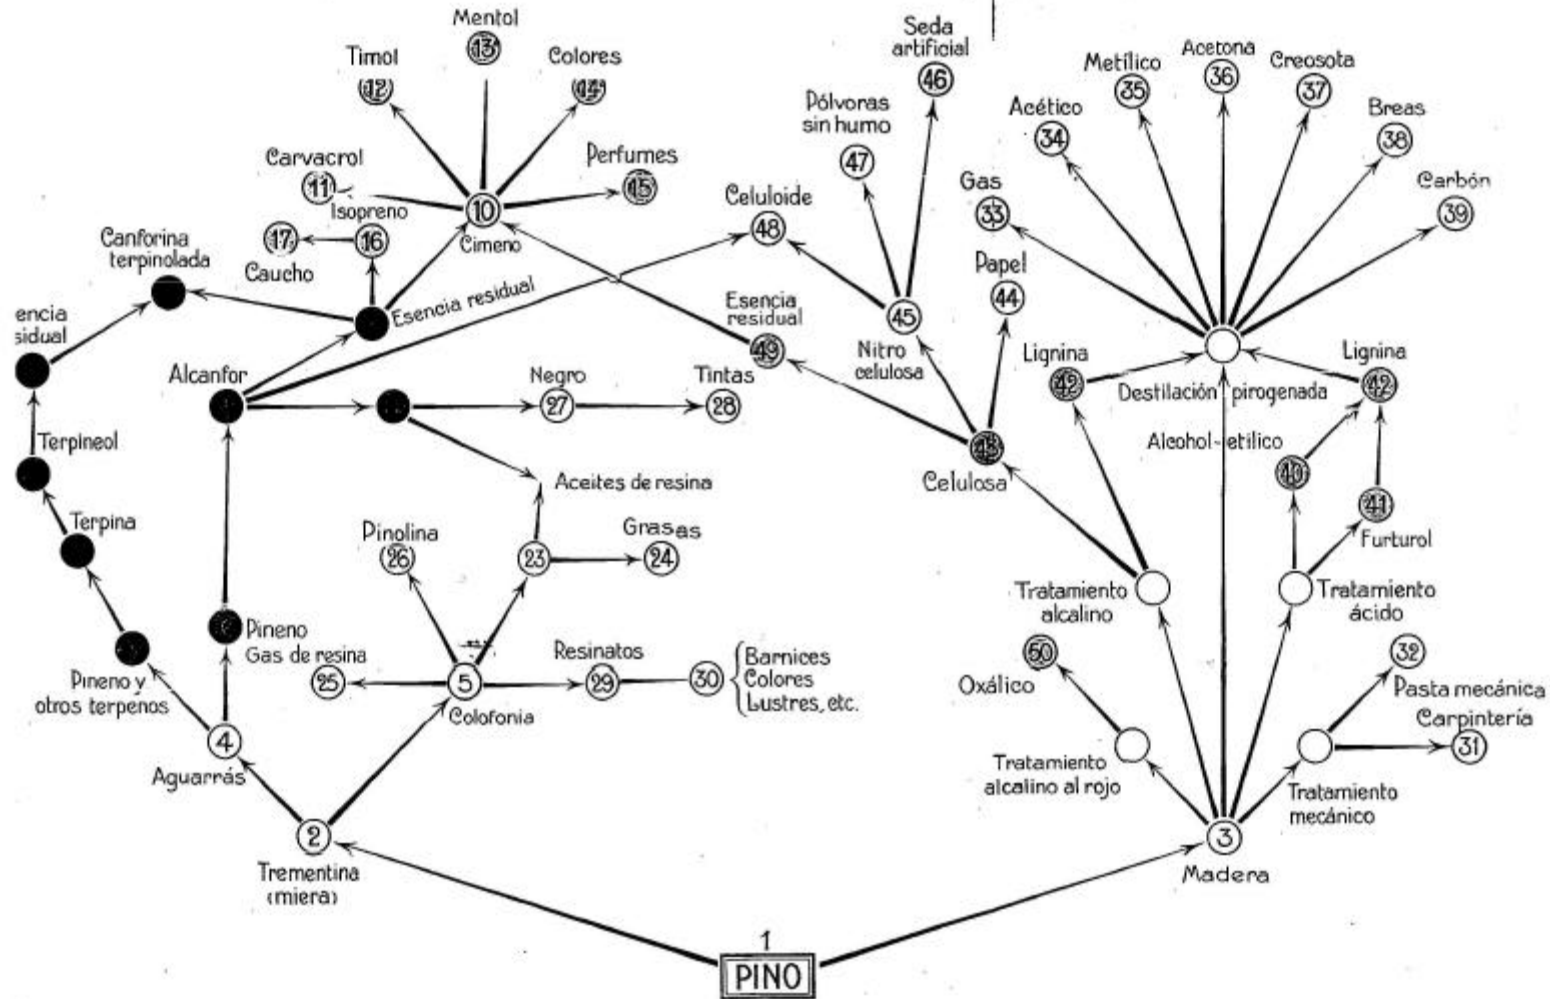 Mentol
13
Timol
12
Colores
14
Carvacrol
11
Perfumes
15
10
Cimeno
Isopreno
16
17
Caucho
Canforina
terpinolada
Esencia residual
encia
sidual
Alcanfor
Terpineol
Terpina
Pineno y
otros terpenos
Pineno
4
Aguarrás
2
Trementina
(miera)
Negro
27
Tintas
28
Aceites de resina
Pinolina
26
23
Grasas
24
Gas de resina
25
5
Colofonia
Resinatos
29
30
Barnices
Colores
Lustres, etc.
Seda
artificial
46
Pólvoras
sin humo
47
Celuloide
48
45
Nitro
celulosa
Papel
44
Esencia
residual
49
43
Celulosa
Gas
33
Acético
34
Metílico
35
Acetona
36
Creosota
37
Breas
38
Carbón
39
Lignina
42
Lignina
42
Destilación pirogenada
Alcohol-etílico
40
41
Furturol
Tratamiento
alcalino
Tratamiento
ácido
50
Oxálico
32
Pasta mecánica
Carpintería
31
Tratamiento
alcalino al rojo
Tratamiento
mecánico
3
Madera
1
PINO